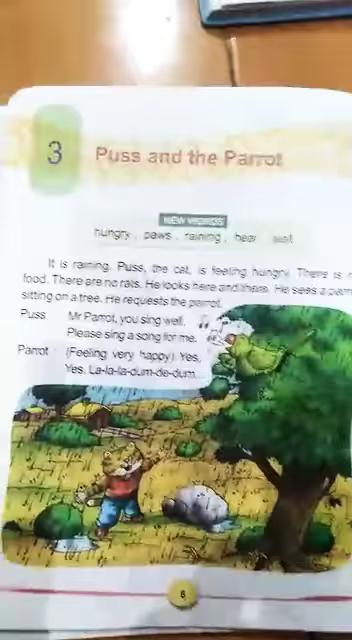 3
Puss and the Parrot
NEW WORDS
hungry, paws, raining, hear, wait
It is raining. Puss, the cat, is feeling hungry. There is
food. There are no rats. He looks here and there. He sees a
sitting on a tree. He requests the parrot.
Puss Mr Parrot, you sing well,
Please sing a song for me.
Parrot (Feeling very happy) Yes,
Yes. La-la-la-dum-de-dum...
6